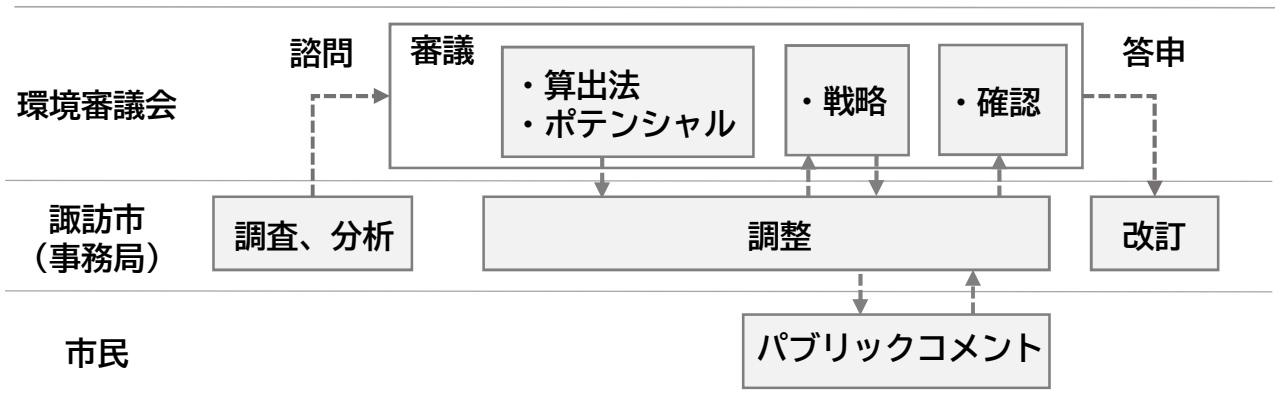 環境審議会
諮問
審議
・算出法
・ポテンシャル
・戦略
・確認
答申
諏訪市
（事務局）
調査、分析
調整
改訂
市民
パブリックコメント